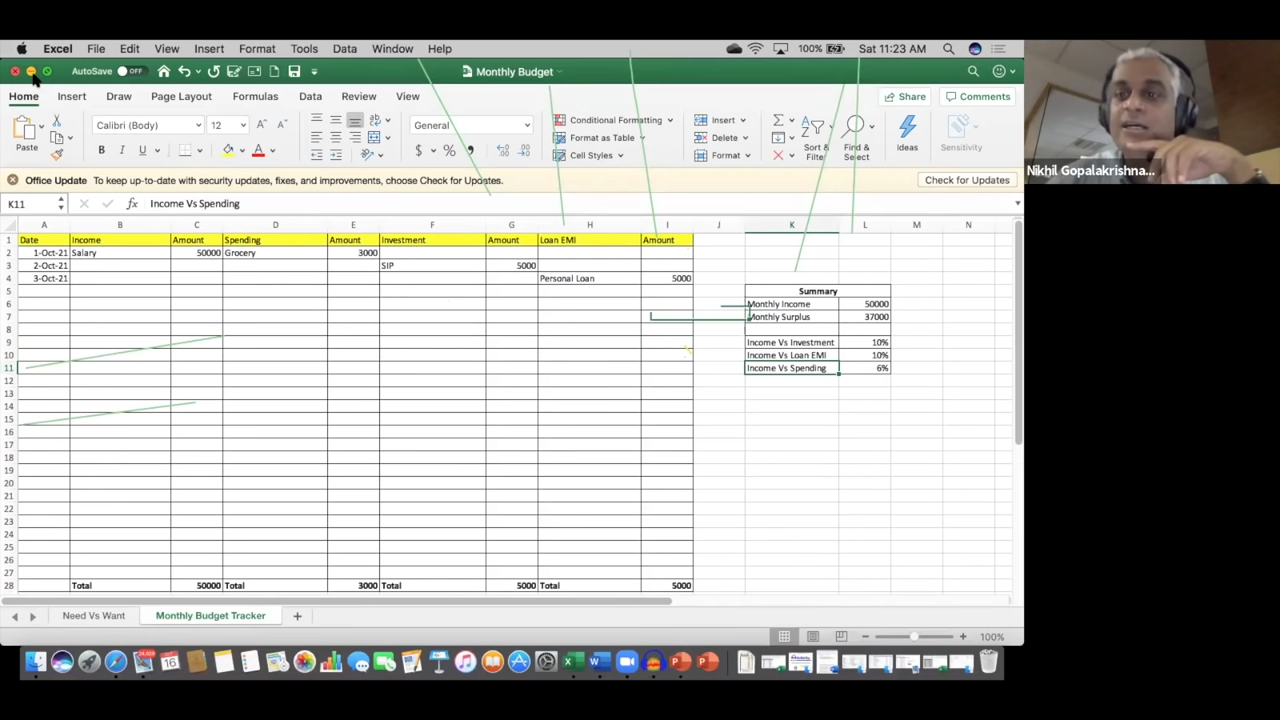 Excel File Edit View Insert Format Tools Data Window Help 100% Sat 11:23 AM
AutoSave OFF Monthly Budget
Home Insert Draw Page Layout Formulas Data Review View Share Comments
Paste Calibri (Body) 12 A A General Conditional Formatting Insert Sort & Filter Find & Select Ideas Sensitivity
B I U A $ % Format as Table Delete
Cell Styles Format
Office Update To keep up-to-date with security updates, fixes, and improvements, choose Check for Updates. Check for Updates
Nikhil Gopalakrishna...
K11 fx Income Vs Spending
A B C D E F G H I J K L M N
1 Date Income Amount Spending Amount Investment Amount Loan EMI Amount
2 1-Oct-21 Salary 50000 Grocery 3000
3 2-Oct-21 SIP 5000
4 3-Oct-21 Personal Loan 5000
5 Summary
6 Monthly Income 50000
7 Monthly Surplus 37000
8
9 Income Vs Investment 10%
10 Income Vs Loan EMI 10%
11 Income Vs Spending 6%
12
13
14
15
16
17
18
19
20
21
22
23
24
25
26
27
28 Total 50000 Total 3000 Total 5000 Total 5000
Need Vs Want Monthly Budget Tracker +
100%
16